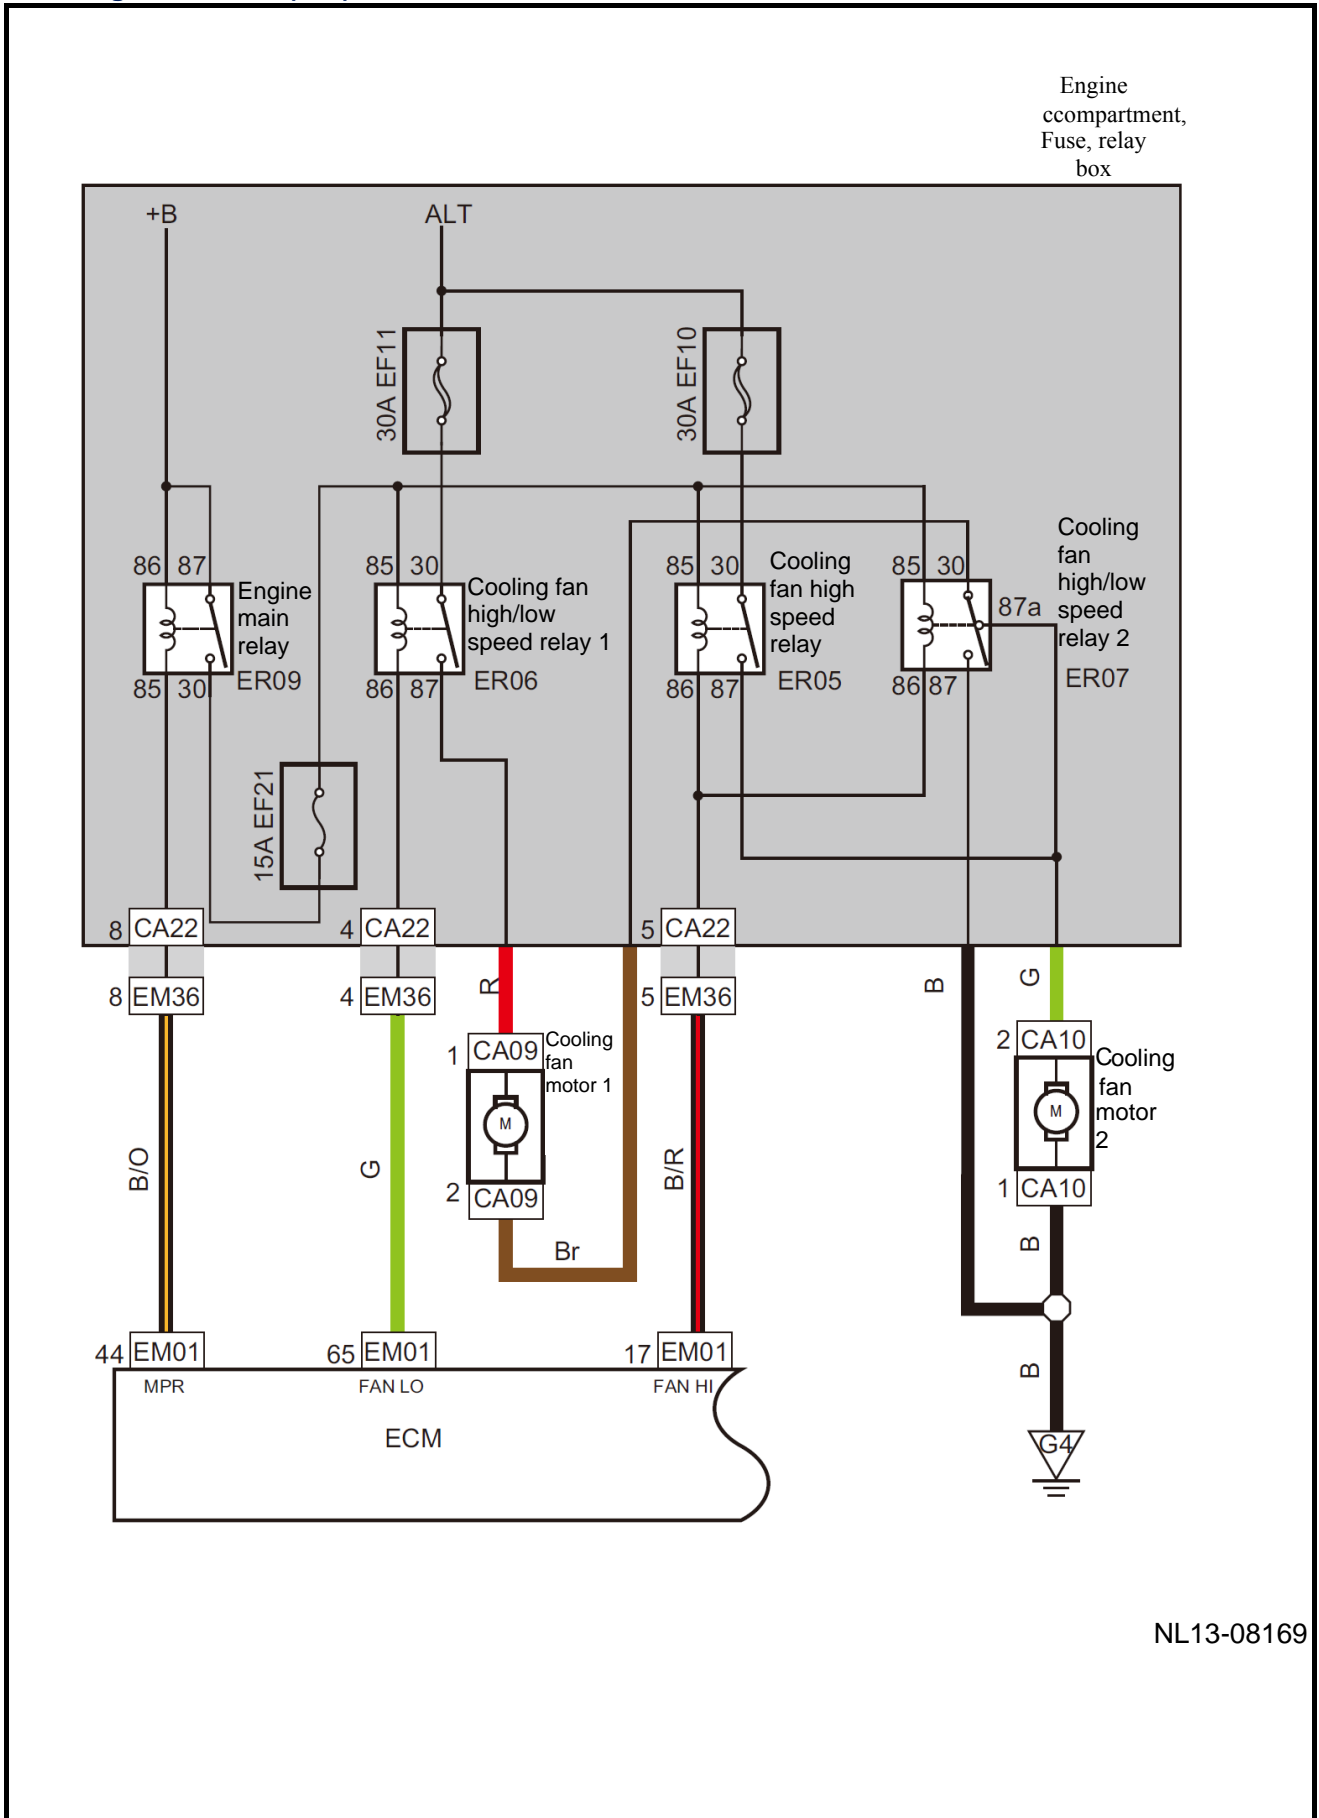 Engine
ccompartment,
Fuse, relay
box
+B
ALT
30A EF11
30A EF10
86 87
85 30
85 30
85 30
87a
Engine
main
relay
ER09
Cooling fan
high/low
speed relay 1
ER06
Cooling
fan high
speed
relay
ER05
Cooling
fan
high/low
speed
relay 2
ER07
85 30
86 87
86 87
86 87
15A EF21
8 CA22
4 CA22
5 CA22
8 EM36
4 EM36
5 EM36
R
B
G
1 CA09
Cooling
fan
motor 1
M
2 CA09
2 CA10
Cooling
fan
motor
2
M
1 CA10
B/O
G
Br
B/R
B
B
44 EM01
65 EM01
17 EM01
MPR
FAN LO
FAN HI
ECM
G4
NL13-08169